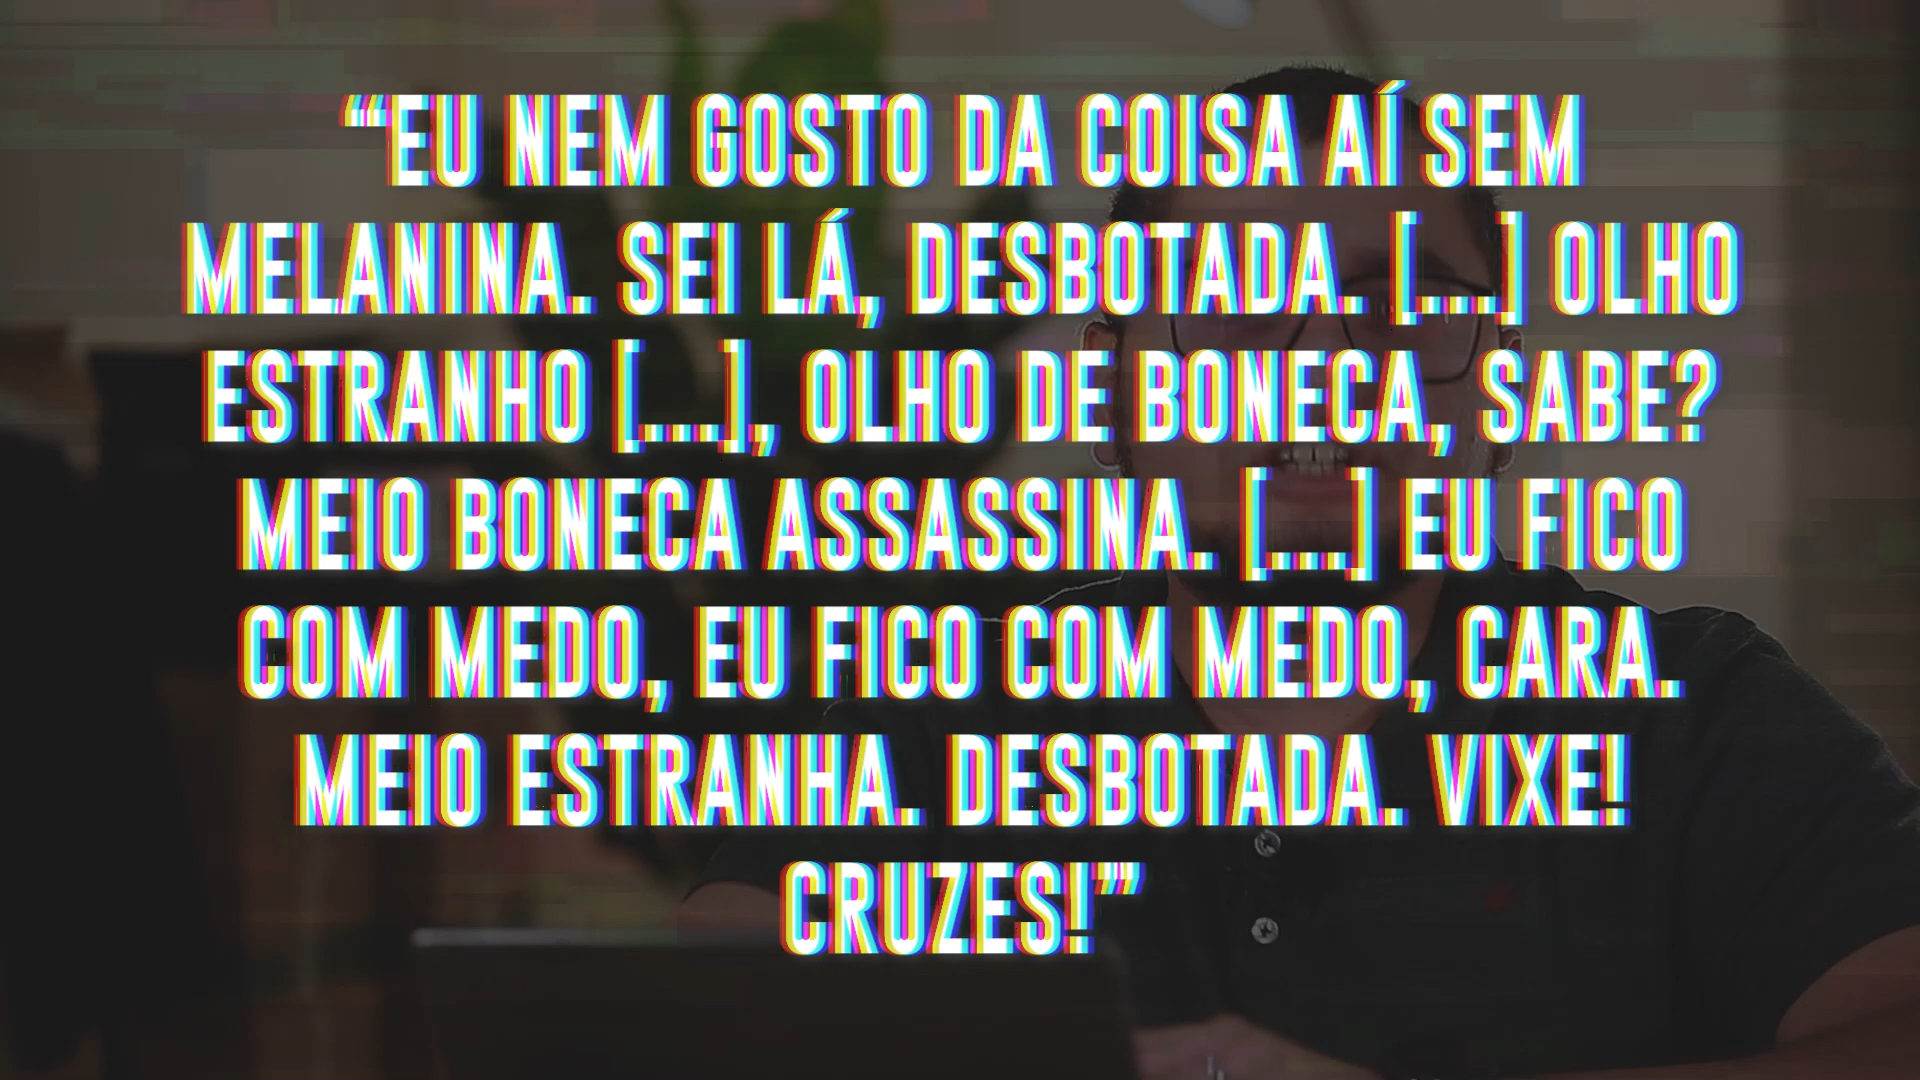 “EU NEM GOSTO DA COISA AÍ SEM
MELANINA. SEI LÁ, DESBOTADA. [...] OLHO
ESTRANHO [...], OLHO DE BONECA, SABE?
MEIO BONECA ASSASSINA. [...] EU FICO
COM MEDO, EU FICO COM MEDO, CARA.
MEIO ESTRANHA. DESBOTADA. VIXE!
CRUZES!”